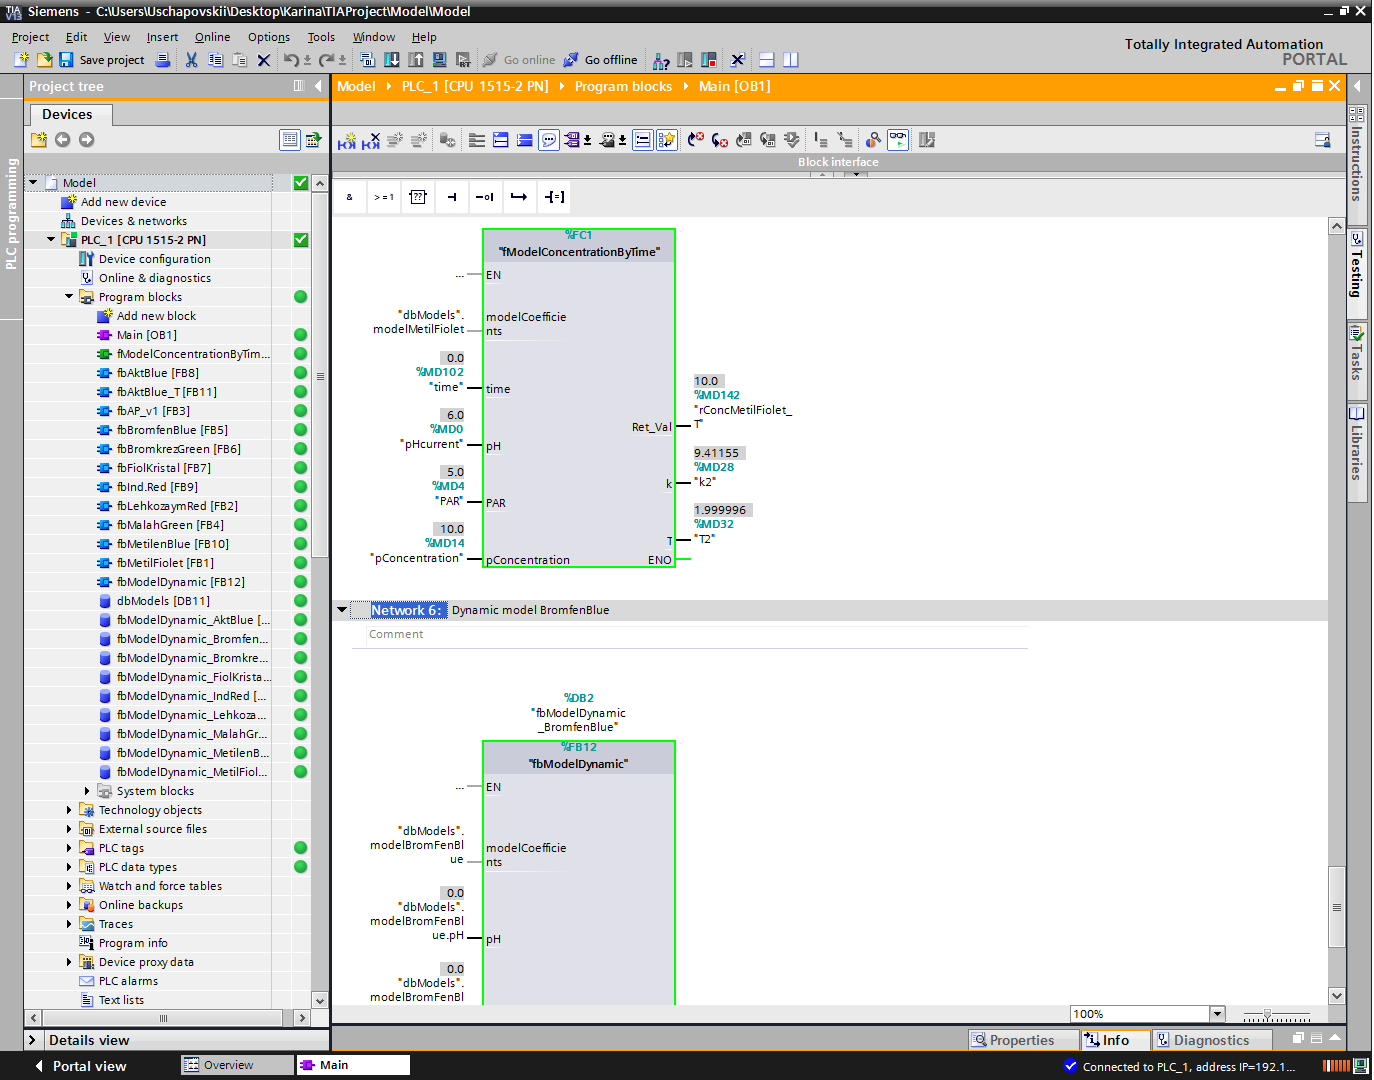 TIA
V13
Siemens - C:\Users\Uschapovskii\Desktop\Karina\TIAProject\Model\Model
Project Edit View Insert Online Options Tools Window Help
Totally Integrated Automation
PORTAL
Save project
Go online
Go offline
Project tree
Model PLC_1 [CPU 1515-2 PN] Program blocks Main [OB1]
Devices
PLC programming
Block interface
Model
Add new device
Devices & networks
PLC_1 [CPU 1515-2 PN]
Device configuration
Online & diagnostics
Program blocks
Add new block
Main [OB1]
fModelConcentrationByTim...
fbAktBlue [FB8]
fbAktBlue_T [FB11]
fbAP_v1 [FB3]
fbBromfenBlue [FB5]
fbBromkrezGreen [FB6]
fbFiolKristal [FB7]
fbInd.Red [FB9]
fbLehkozaymRed [FB2]
fbMalahGreen [FB4]
fbMetilenBlue [FB10]
fbMetilFiolet [FB1]
fbModelDynamic [FB12]
dbModels [DB11]
fbModelDynamic_AktBlue [...
fbModelDynamic_Bromfen...
fbModelDynamic_Bromkre...
fbModelDynamic_FiolKrista...
fbModelDynamic_IndRed [...
fbModelDynamic_Lehkoza...
fbModelDynamic_MalahGr...
fbModelDynamic_MetilenB...
fbModelDynamic_MetilFiol...
System blocks
Technology objects
External source files
PLC tags
PLC data types
Watch and force tables
Online backups
Traces
Program info
Device proxy data
PLC alarms
Text lists
Details view
& >=1 ??
%FC1
"fModelConcentrationByTime"
... EN
"dbModels".
modelMetilFiolet
modelCoefficie
nts
0.0
%MD102
"time" time
6.0
%MD0
"pHcurrent" pH
5.0
%MD4
"PAR" PAR
10.0
%MD14
"pConcentration" pConcentration
10.0
%MD142
"rConcMetilFiolet_
T"
Ret_Val
9.41155
%MD28
k "k2"
1.999996
%MD32
T "T2"
ENO
Network 6: Dynamic model BromfenBlue
Comment
%DB2
"fbModelDynamic
_BromfenBlue"
%FB12
"fbModelDynamic"
... EN
"dbModels".
modelBromFenBl
ue
modelCoefficie
nts
0.0
"dbModels".
modelBromFenBl
ue.pH pH
0.0
"dbModels".
modelBromFenBl
100%
Instructions
Testing
Tasks
Libraries
Properties
Info
Diagnostics
Portal view
Overview
Main
Connected to PLC_1, address IP=192.1...